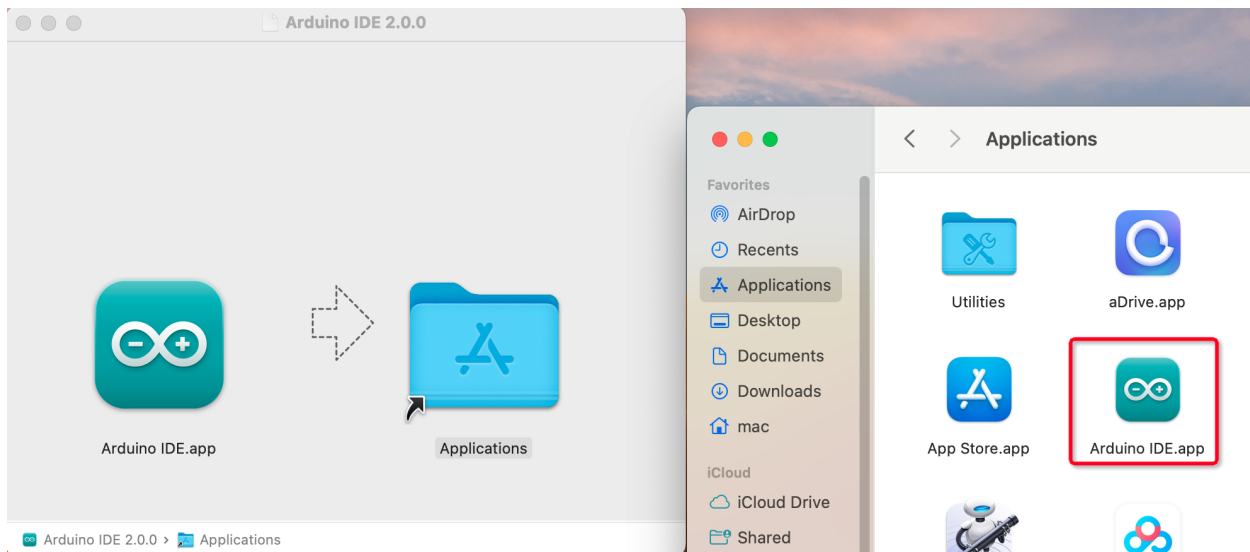 Arduino IDE 2.0.0
Arduino IDE.app
Applications
Arduino IDE 2.0.0 › Applications
Applications
Favorites
AirDrop
Recents
Applications
Desktop
Documents
Downloads
mac
iCloud
iCloud Drive
Shared
Utilities
aDrive.app
App Store.app
Arduino IDE.app